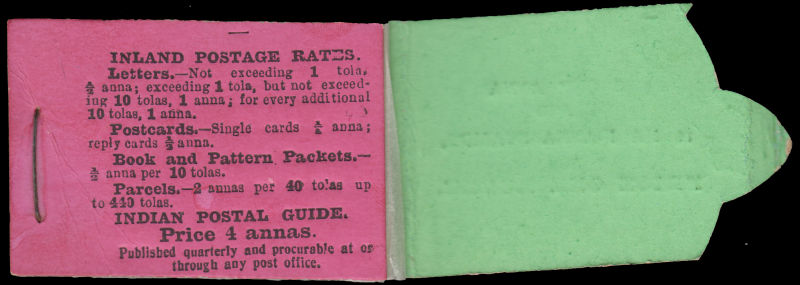 INLAND POSTAGE RATES.
Letters.—Not exceeding 1 tola,
½ anna; exceeding 1 tola, but not exceed-
ing 10 tolas, 1 anna; for every additional
10 tolas, 1 anna.
Postcards.—Single cards ¼ anna;
reply cards ½ anna.
Book and Pattern Packets.—
½ anna per 10 tolas.
Parcels.—2 annas per 40 tolas up
to 440 tolas.
INDIAN POSTAL GUIDE.
Price 4 annas.
Published quarterly and procurable at or
through any post office.